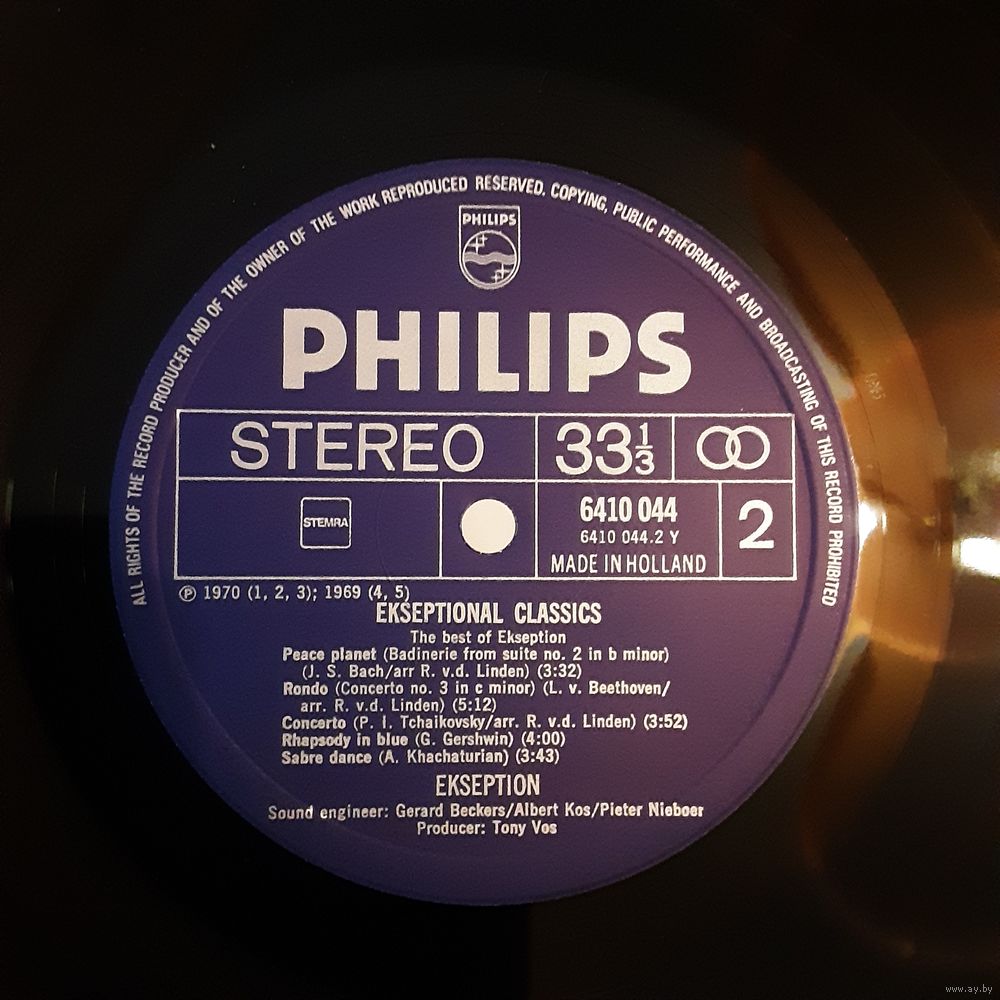 ALL RIGHTS OF THE RECORD PRODUCER AND OF THE OWNER OF THE WORK REPRODUCED RESERVED. COPYING, PUBLIC PERFORMANCE AND BROADCASTING OF THIS RECORD PROHIBITED
PHILIPS
PHILIPS
STEREO 33 1/3
STEMRA
6410 044
6410 044.2 Y
MADE IN HOLLAND
2
Ⓟ 1970 (1, 2, 3); 1969 (4, 5)
EKSEPTIONAL CLASSICS
The best of Ekseption
Peace planet (Badinerie from suite no. 2 in b minor)
(J. S. Bach/arr R. v.d. Linden) (3:32)
Rondo (Concerto no. 3 in c minor) (L. v. Beethoven/
arr. R. v.d. Linden) (5:12)
Concerto (P. I. Tchaikovsky/arr. R. v.d. Linden) (3:52)
Rhapsody in blue (G. Gershwin) (4:00)
Sabre dance (A. Khachaturian) (3:43)
EKSEPTION
Sound engineer: Gerard Beckers/Albert Kos/Pieter Nieboer
Producer: Tony Vos
www.ay.by